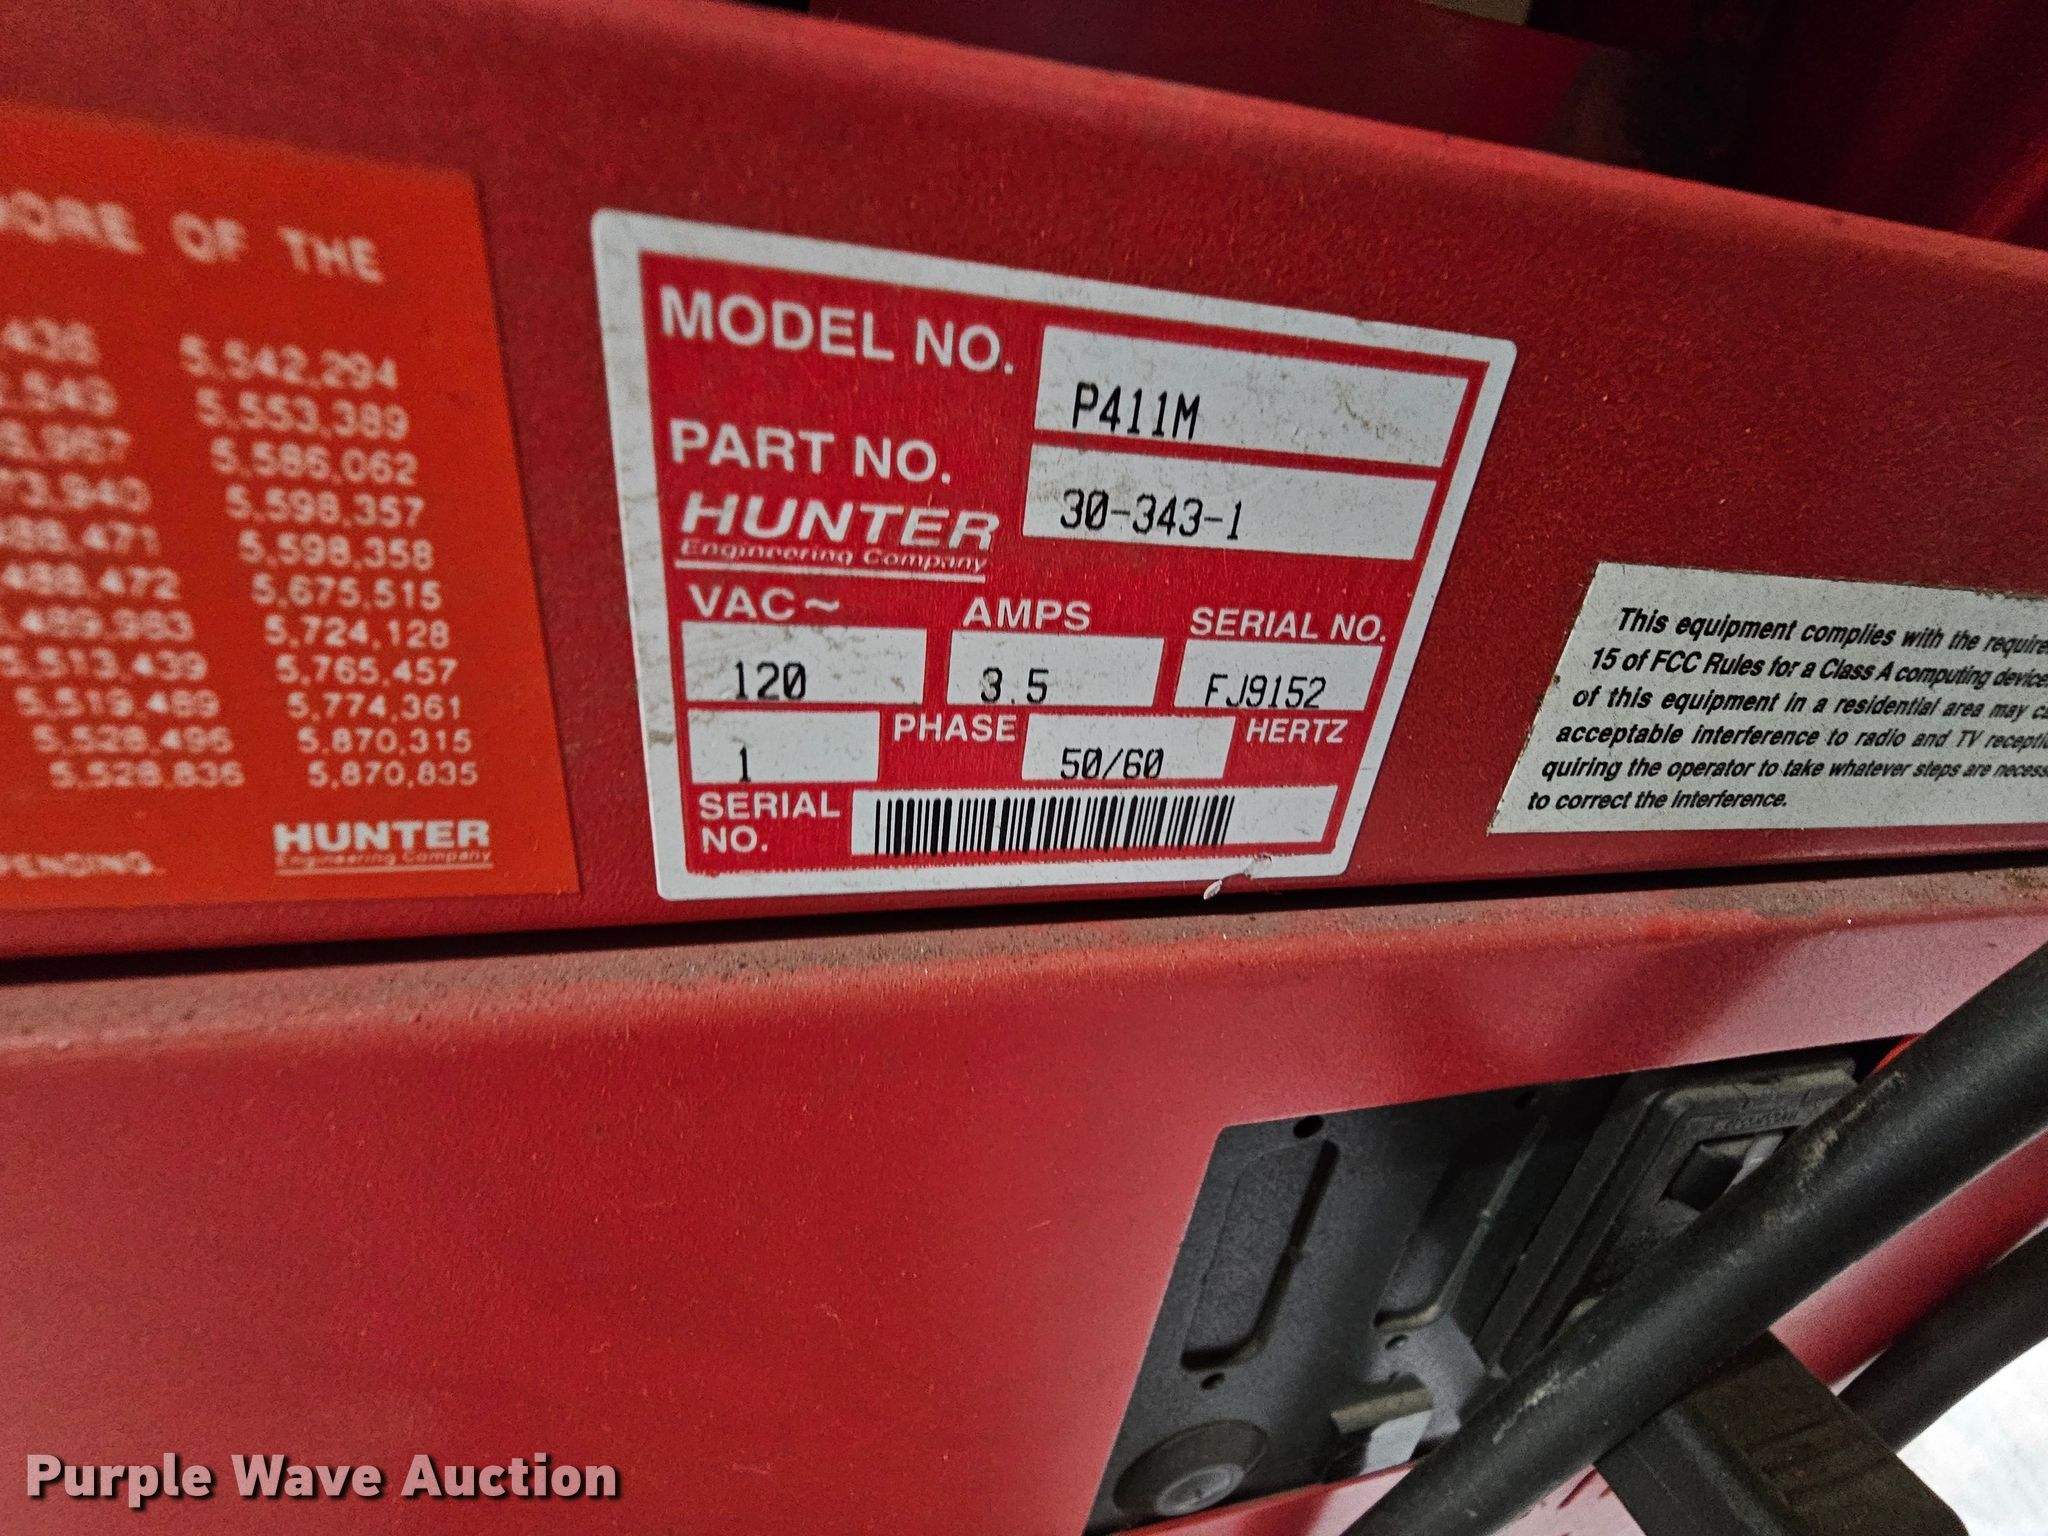 OF THE
5,542,294
5,553,389
5,586,062
5,598,357
5,598,358
5,675,515
5,724,128
5,513,439 5,765,457
5,519,489 5,774,361
5,528,496 5,870,315
5,528,836 5,870,835
HUNTER
Engineering Company
PENDING.
MODEL NO. P411M
PART NO. 30-343-1
HUNTER
Engineering Company
VAC~ AMPS SERIAL NO.
120 3.5 FJ9152
1 PHASE 50/60 HERTZ
SERIAL
NO.
This equipment complies with the
15 of FCC Rules for a Class A computing
of this equipment in a residential area may
acceptable interference to radio and TV
quiring the operator to take whatever steps are
to correct the interference.
Purple Wave Auction